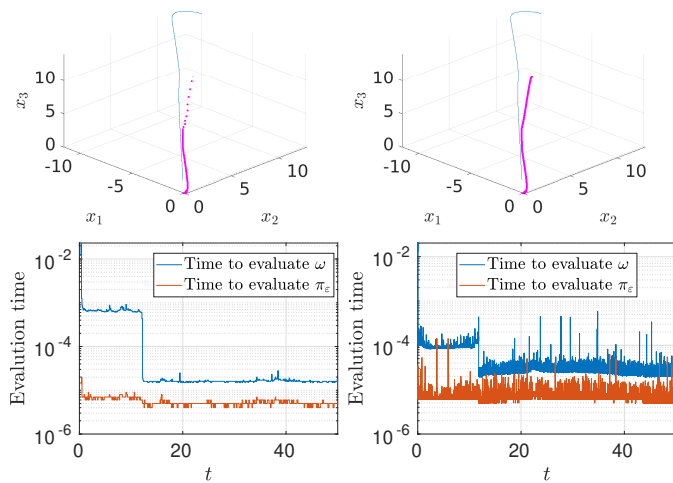 10
5
0
x₃
-10
-5
0
x₁
0
5
10
x₂
10
5
0
x₃
-10
-5
0
x₁
0
5
10
x₂
Time to evaluate ω
Time to evaluate π_ε
10⁻²
10⁻⁴
10⁻⁶
Evalution time
0
20
40
t
Time to evaluate ω
Time to evaluate π_ε
10⁻²
10⁻⁴
10⁻⁶
Evalution time
0
20
40
t